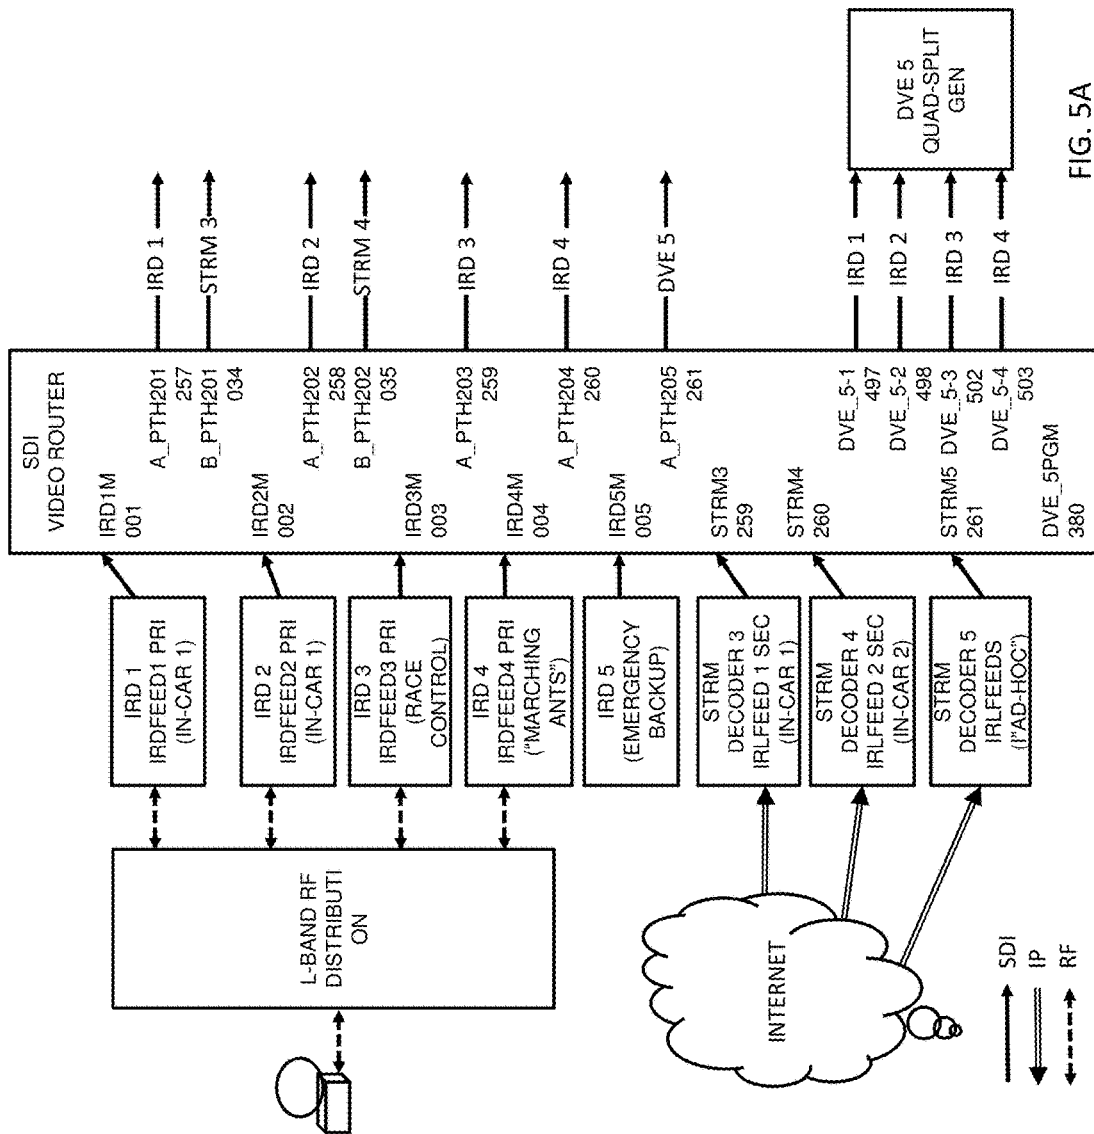 L-BAND RF
DISTRIBUTI
ON
INTERNET
SDI
IP
RF
IRD 1
IRDFEED1 PRI
(IN-CAR 1)
IRD 2
IRDFEED2 PRI
(IN-CAR 1)
IRD 3
IRDFEED3 PRI
(RACE
CONTROL)
IRD 4
IRDFEED4 PRI
("MARCHING
ANTS")
IRD 5
(EMERGENCY
BACKUP)
STRM
DECODER 3
IRLFEED 1 SEC
(IN-CAR 1)
STRM
DECODER 4
IRLFEED 2 SEC
(IN-CAR 2)
STRM
DECODER 5
IRLFEEDS
(I"AD-HOC")
SDI
VIDEO ROUTER
IRD1M
001
IRD2M
002
IRD3M
003
IRD4M
004
IRD5M
005
STRM3
259
STRM4
260
STRM5
261
DVE_5PGM
380
A_PTH201
257
B_PTH201
034
A_PTH202
258
B_PTH202
035
A_PTH203
259
A_PTH204
260
A_PTH205
261
DVE_5-1
497
DVE_5-2
498
DVE_5-3
502
DVE_5-4
503
IRD 1
STRM 3
IRD 2
STRM 4
IRD 3
IRD 4
DVE 5
IRD 1
IRD 2
IRD 3
IRD 4
DVE 5
QUAD-SPLIT
GEN
FIG. 5A